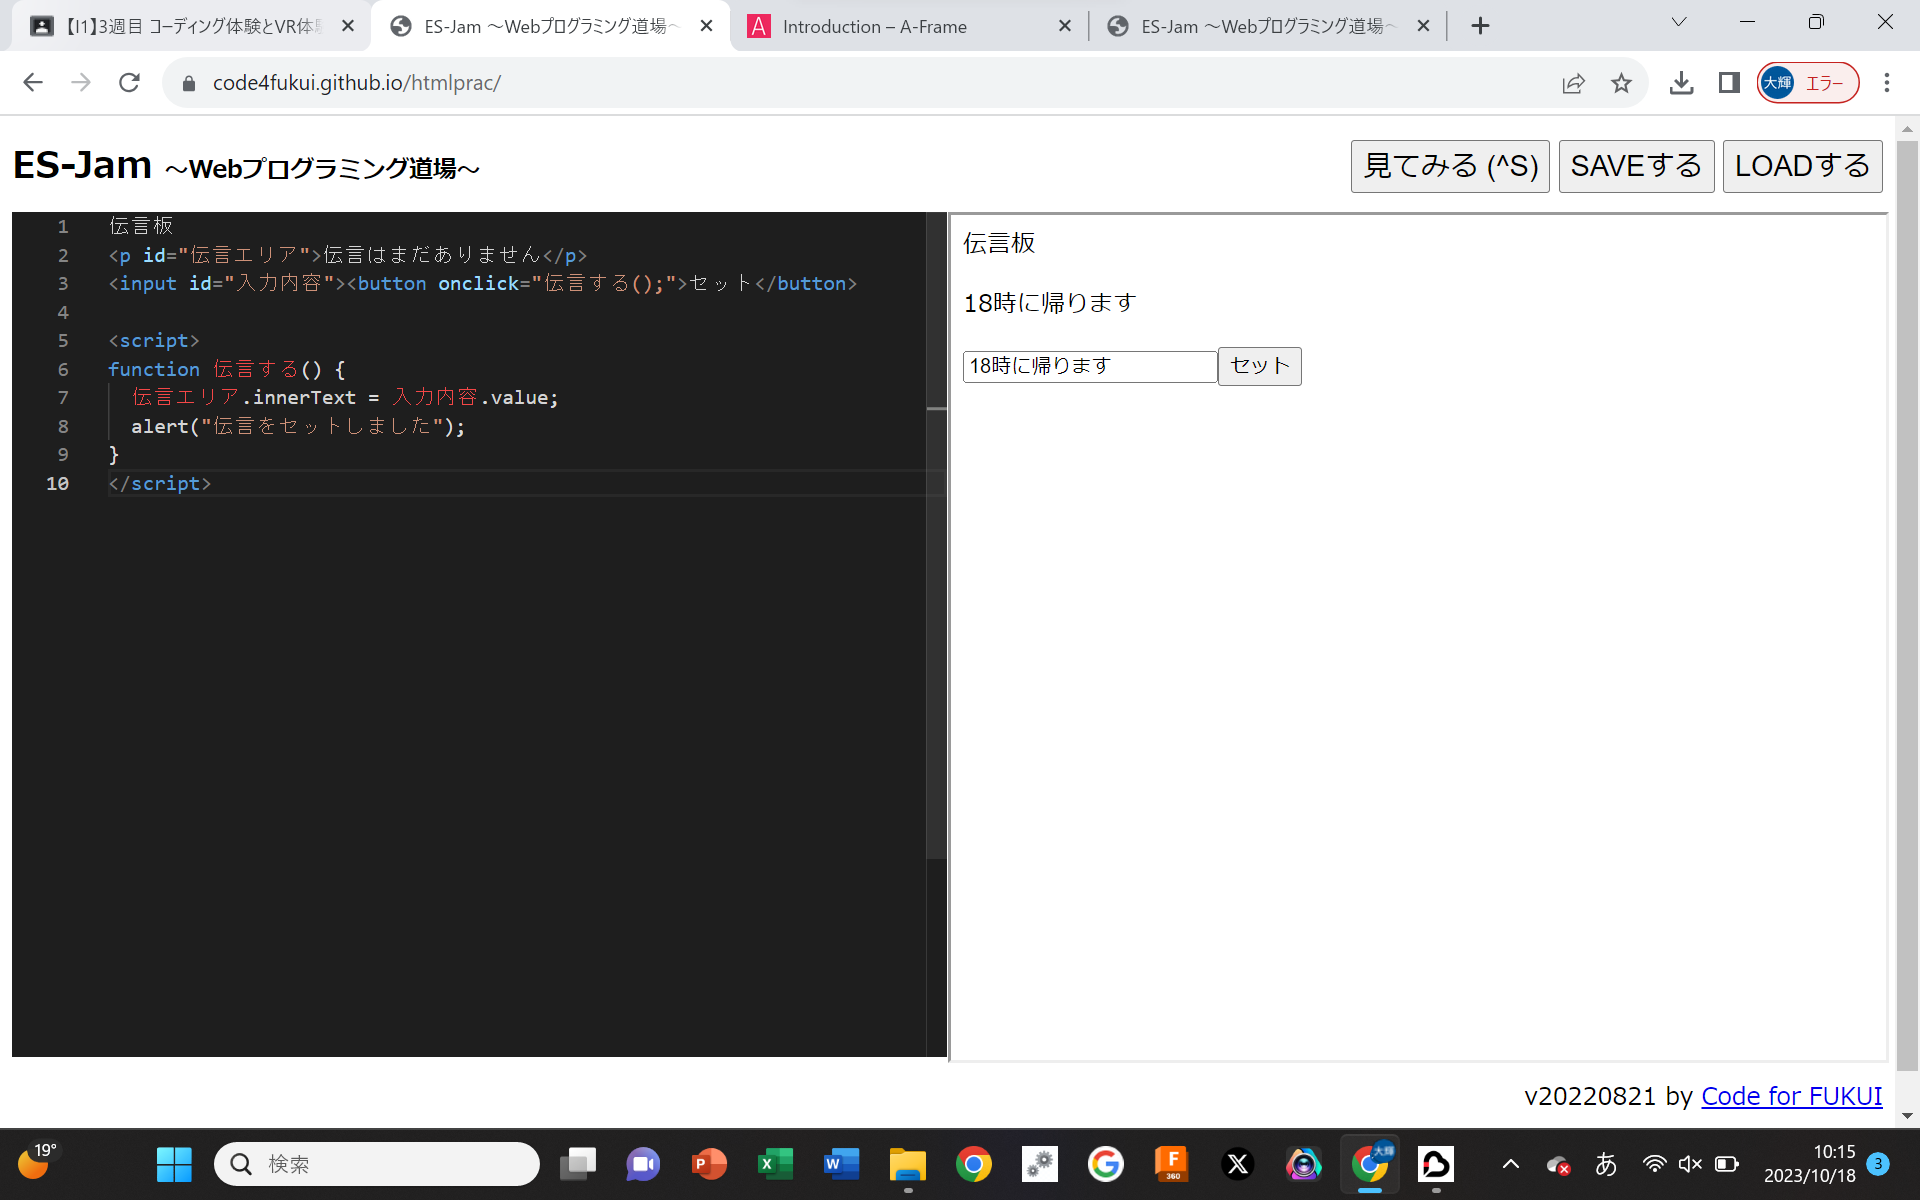 【I1】3週目 コーディング体験とVR体
ES-Jam 〜Webプログラミング道場〜
Introduction – A-Frame
ES-Jam 〜Webプログラミング道場〜
code4fukui.github.io/htmlprac/
大輝 エラー
ES-Jam 〜Webプログラミング道場〜
見てみる (^S)
SAVEする
LOADする
1 伝言板
2 <p id="伝言エリア">伝言はまだありません</p>
3 <input id="入力内容"><button onclick="伝言する();">セット</button>
4
5 <script>
6 function 伝言する() {
7 伝言エリア.innerText = 入力内容.value;
8 alert("伝言をセットしました");
9 }
10 </script>
伝言板
18時に帰ります
18時に帰ります セット
v20220821 by Code for FUKUI
19°
検索
P
X
W
G
F
360
大輝
あ
10:15
2023/10/18
3